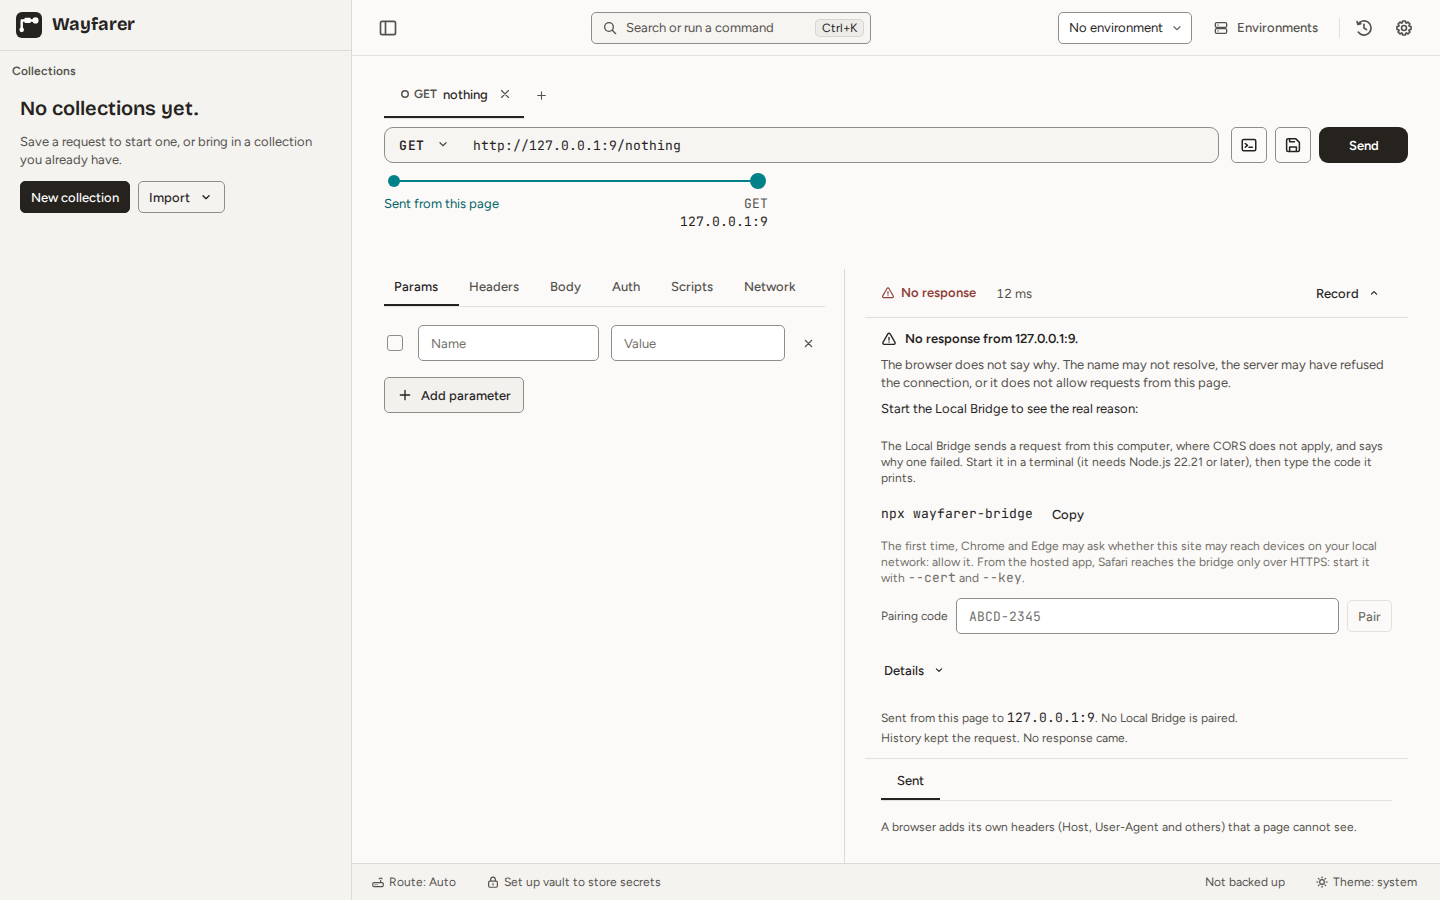 Wayfarer
Search or run a command
Ctrl+K
No environment
Environments
Collections
No collections yet.
Save a request to start one, or bring in a collection
you already have.
New collection
Import
GET nothing
GET
http://127.0.0.1:9/nothing
Send
Sent from this page
GET
127.0.0.1:9
Params
Headers
Body
Auth
Scripts
Network
Name
Value
Add parameter
No response
12 ms
Record
No response from 127.0.0.1:9.
The browser does not say why. The name may not resolve, the server may have refused
the connection, or it does not allow requests from this page.
Start the Local Bridge to see the real reason:
The Local Bridge sends a request from this computer, where CORS does not apply, and says
why one failed. Start it in a terminal (it needs Node.js 22.21 or later), then type the code it
prints.
npx wayfarer-bridge
Copy
The first time, Chrome and Edge may ask whether this site may reach devices on your local
network: allow it. From the hosted app, Safari reaches the bridge only over HTTPS: start it
with --cert and --key.
Pairing code
ABCD-2345
Pair
Details
Sent from this page to 127.0.0.1:9. No Local Bridge is paired.
History kept the request. No response came.
Sent
A browser adds its own headers (Host, User-Agent and others) that a page cannot see.
Route: Auto
Set up vault to store secrets
Not backed up
Theme: system